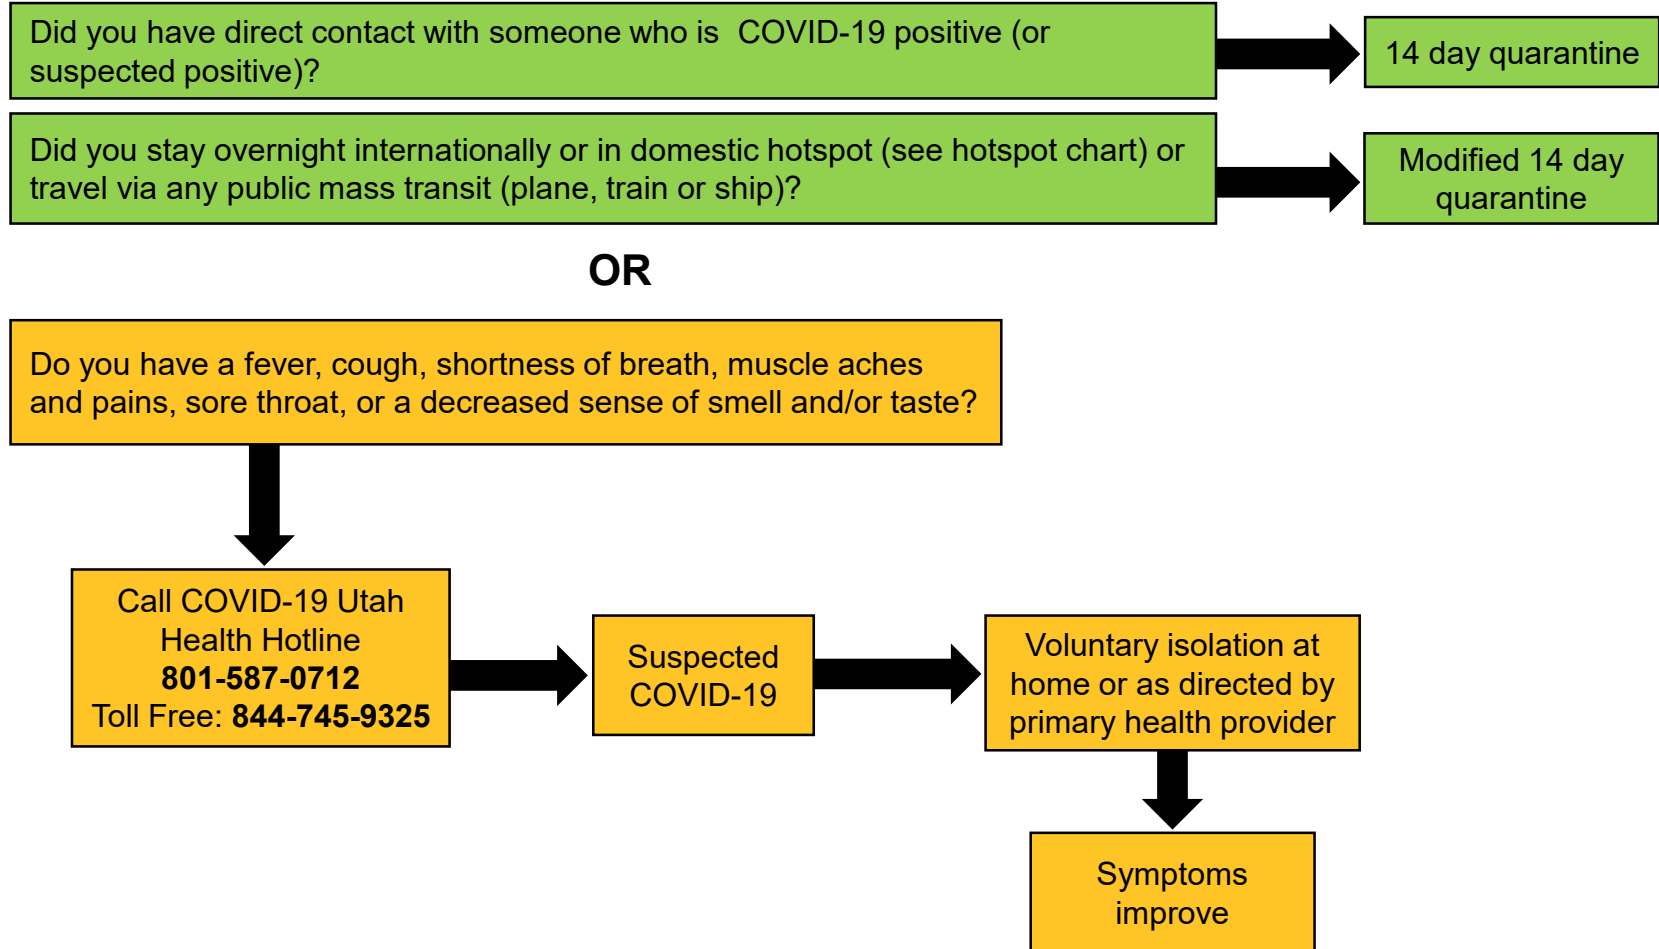 Did you have direct contact with someone who is  COVID-19 positive (or
suspected positive)?
14 day quarantine
Did you stay overnight internationally or in domestic hotspot (see hotspot chart) or
travel via any public mass transit (plane, train or ship)?
Modified 14 day
quarantine
OR
Do you have a fever, cough, shortness of breath, muscle aches
and pains, sore throat, or a decreased sense of smell and/or taste?
Call COVID-19 Utah
Health Hotline
801-587-0712
Toll Free: 844-745-9325
Suspected
COVID-19
Voluntary isolation at
home or as directed by
primary health provider
Symptoms
improve